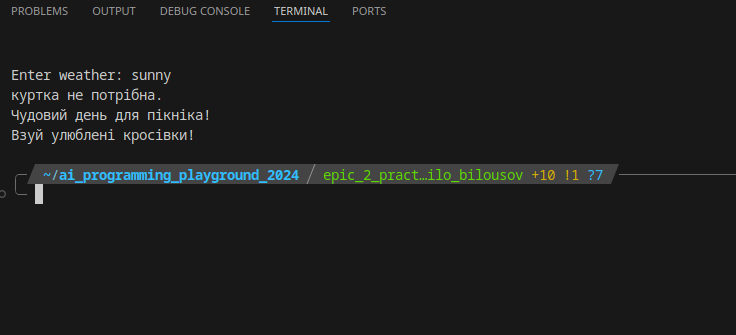 PROBLEMS OUTPUT DEBUG CONSOLE TERMINAL PORTS
Enter weather: sunny
куртка не потрібна.
Чудовий день для пікніка!
Взуй улюблені кросівки!
~/ai_programming_playground_2024 / epic_2_pract…ilo_bilousov +10 !1 ?7